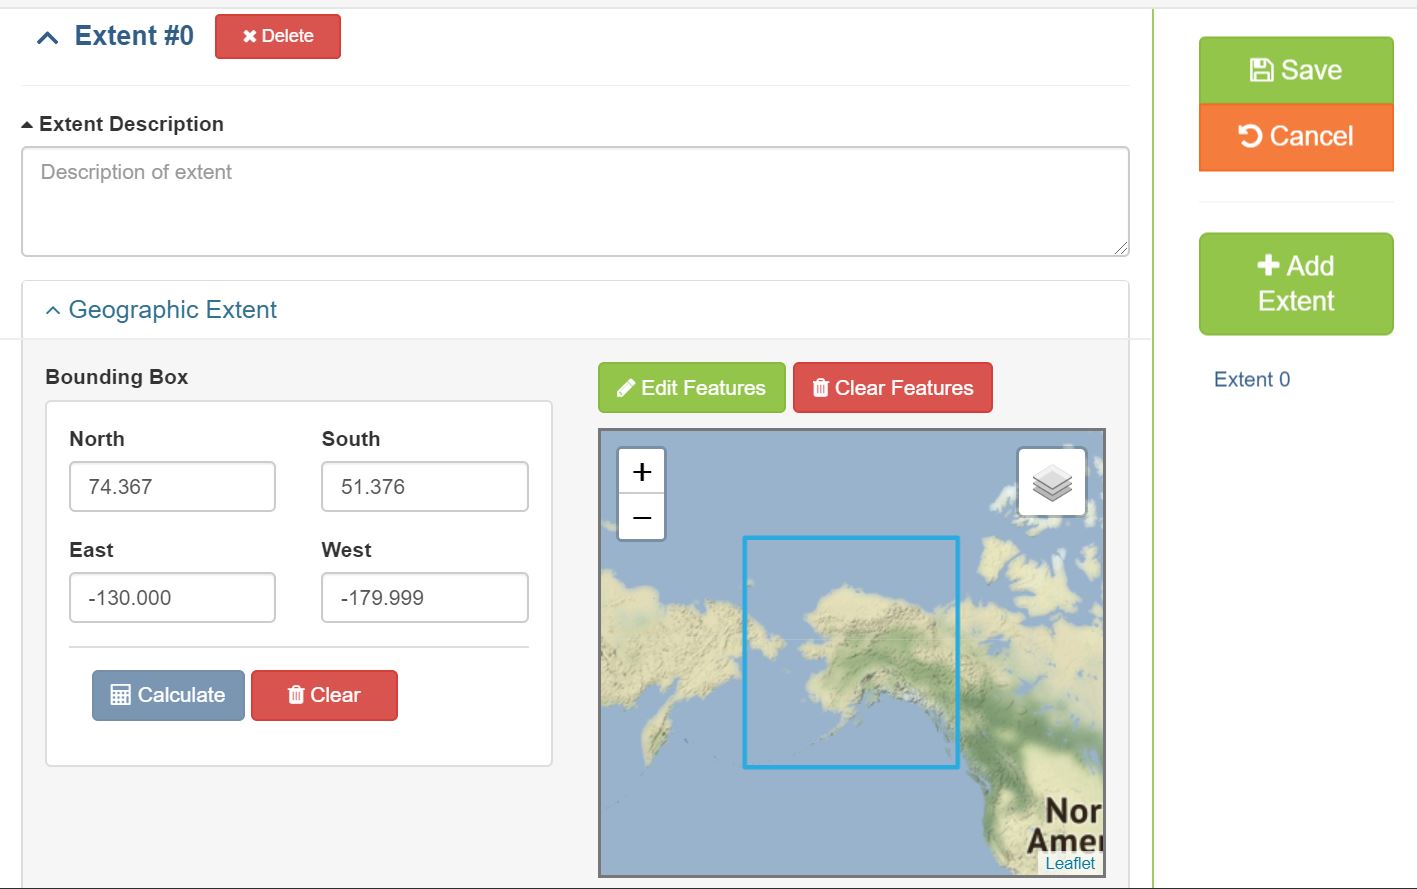 Extent #0
Delete
Extent Description
Description of extent
Geographic Extent
Bounding Box
North
South
74.367
51.376
East
West
-130.000
-179.999
Calculate
Clear
Edit Features
Clear Features
+
−
Nor
Amer
Leaflet
Save
Cancel
Add
Extent
Extent 0